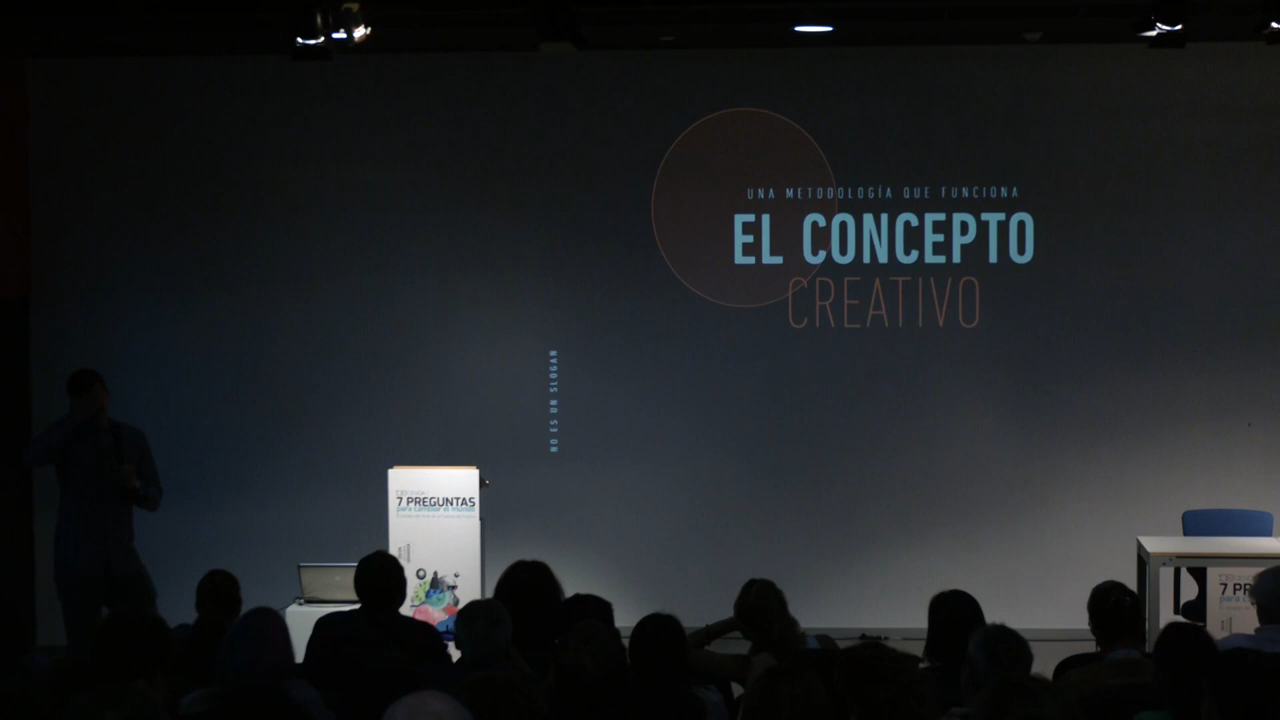 UNA METODOLOGÍA QUE FUNCIONA
EL CONCEPTO
CREATIVO
NO ES UN SLOGAN
7 PREGUNTAS
para cambiar el mundo
7 PR
para c